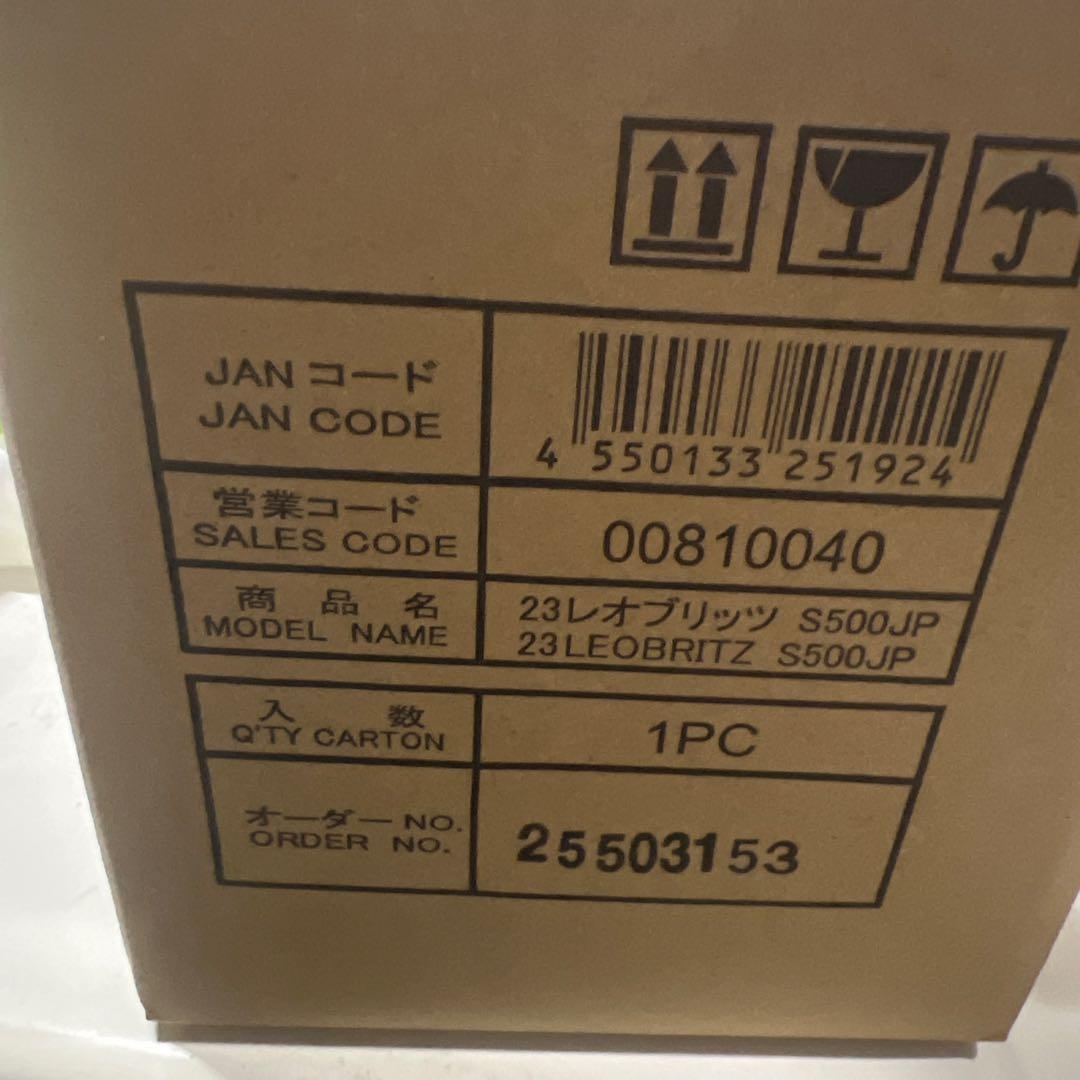 JAN コード
JAN CODE
4 550133 251924
営業コード
SALES CODE
00810040
商品名
MODEL NAME
23レオブリッツ S500JP
23LEOBRITZ S500JP
入数
Q'TY CARTON
1PC
オーダーNO.
ORDER NO.
25503153